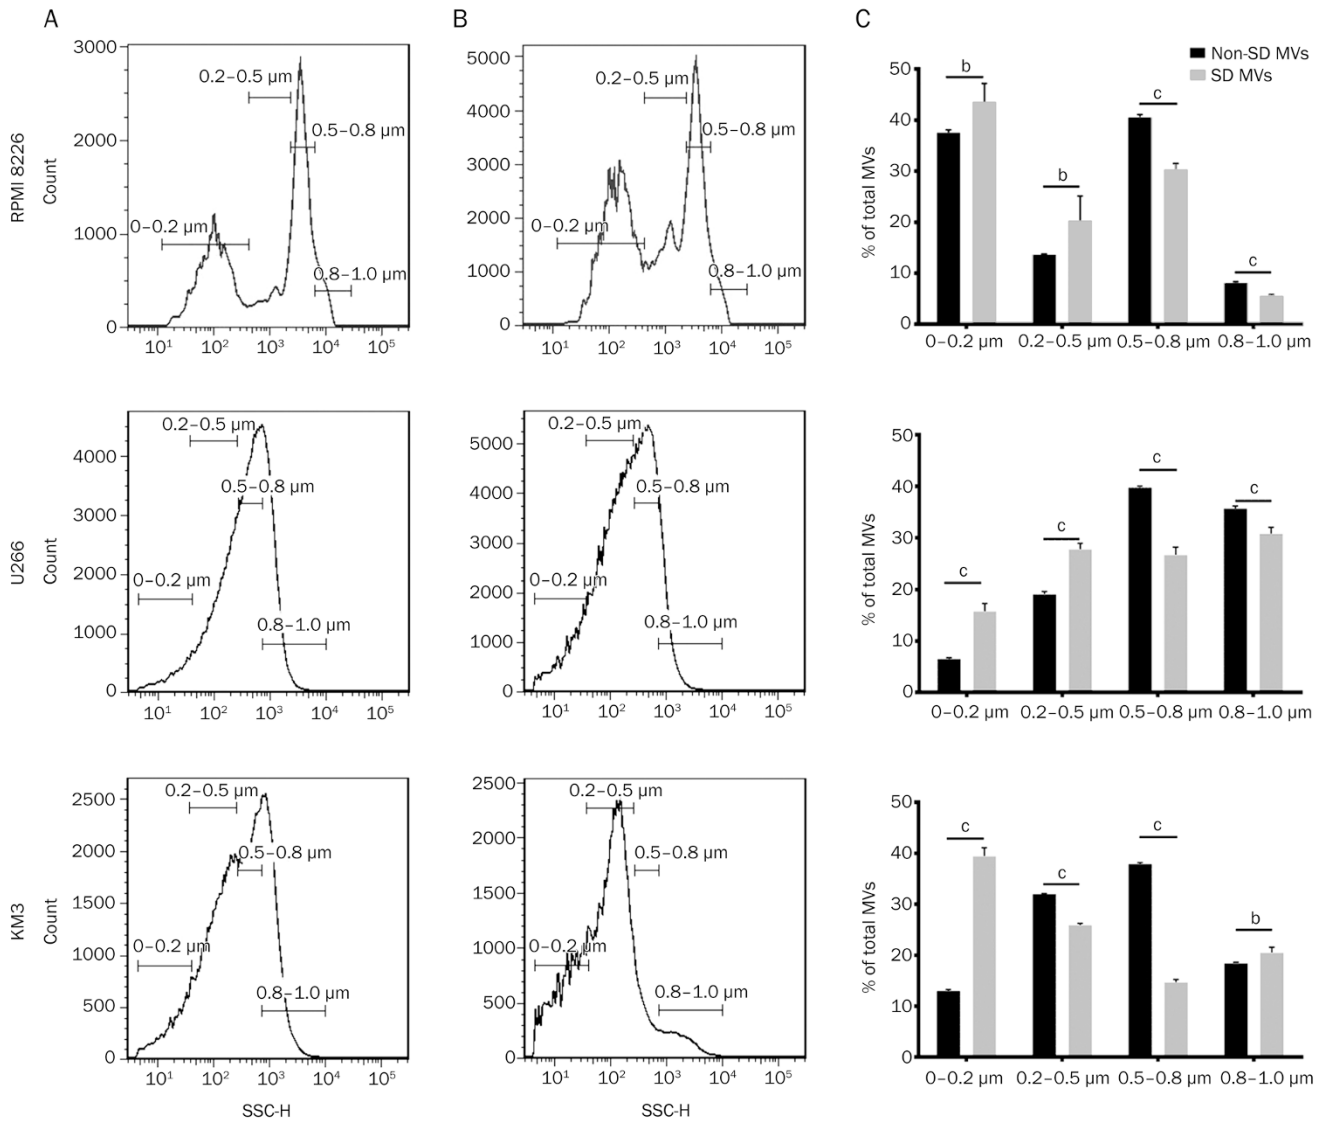 A
B
C
RPMI 8226
Count
3000
2000
1000
0
0.2–0.5 µm
0.5–0.8 µm
0–0.2 µm
0.8–1.0 µm
10¹ 10² 10³ 10⁴ 10⁵
5000
4000
3000
2000
1000
0
0.2–0.5 µm
0.5–0.8 µm
0–0.2 µm
0.8–1.0 µm
10¹ 10² 10³ 10⁴ 10⁵
Non-SD MVs
SD MVs
% of total MVs
50
40
30
20
10
0
b
b
c
c
0–0.2 µm 0.2–0.5 µm 0.5–0.8 µm 0.8–1.0 µm
U266
Count
4000
3000
2000
1000
0
0.2–0.5 µm
0.5–0.8 µm
0–0.2 µm
0.8–1.0 µm
10¹ 10² 10³ 10⁴ 10⁵
5000
4000
3000
2000
1000
0
0.2–0.5 µm
0.5–0.8 µm
0–0.2 µm
0.8–1.0 µm
10¹ 10² 10³ 10⁴ 10⁵
% of total MVs
50
40
30
20
10
0
c
c
c
c
0–0.2 µm 0.2–0.5 µm 0.5–0.8 µm 0.8–1.0 µm
KM3
Count
2500
2000
1500
1000
500
0
0.2–0.5 µm
0.5–0.8 µm
0–0.2 µm
0.8–1.0 µm
10¹ 10² 10³ 10⁴ 10⁵
SSC-H
2500
2000
1500
1000
500
0
0.2–0.5 µm
0.5–0.8 µm
0–0.2 µm
0.8–1.0 µm
10¹ 10² 10³ 10⁴ 10⁵
SSC-H
% of total MVs
50
40
30
20
10
0
c
c
c
b
0–0.2 µm 0.2–0.5 µm 0.5–0.8 µm 0.8–1.0 µm